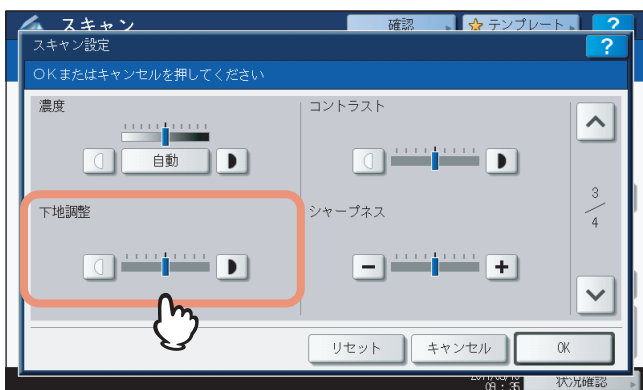 スキャン
確認
テンプレート
?
スキャン設定
?
OKまたはキャンセルを押してください
濃度
自動
コントラスト
下地調整
シャープネス
3
4
リセット
キャンセル
OK
09:35
状況確認